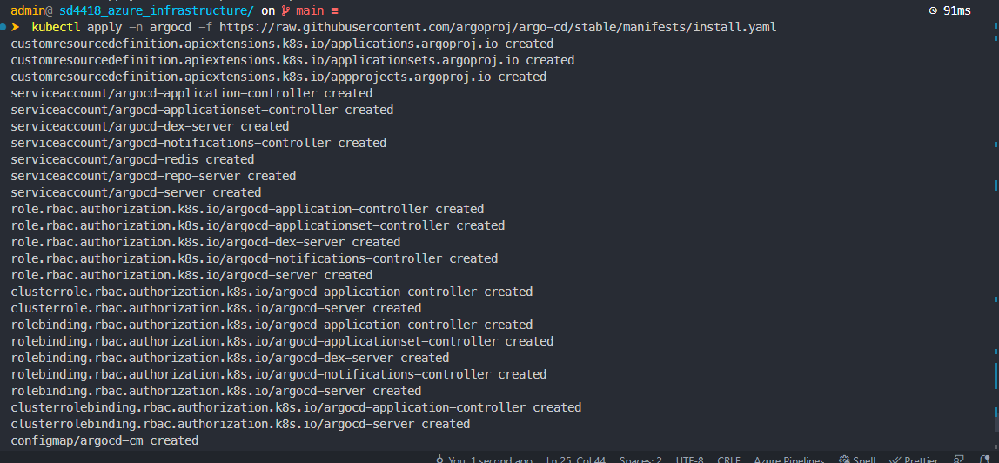 admin@ sd4418_azure_infrastructure/ on main ≡ 91ms
kubectl apply -n argocd -f https://raw.githubusercontent.com/argoproj/argo-cd/stable/manifests/install.yaml
customresourcedefinition.apiextensions.k8s.io/applications.argoproj.io created
customresourcedefinition.apiextensions.k8s.io/applicationsets.argoproj.io created
customresourcedefinition.apiextensions.k8s.io/appprojects.argoproj.io created
serviceaccount/argocd-application-controller created
serviceaccount/argocd-applicationset-controller created
serviceaccount/argocd-dex-server created
serviceaccount/argocd-notifications-controller created
serviceaccount/argocd-redis created
serviceaccount/argocd-repo-server created
serviceaccount/argocd-server created
role.rbac.authorization.k8s.io/argocd-application-controller created
role.rbac.authorization.k8s.io/argocd-applicationset-controller created
role.rbac.authorization.k8s.io/argocd-dex-server created
role.rbac.authorization.k8s.io/argocd-notifications-controller created
role.rbac.authorization.k8s.io/argocd-server created
clusterrole.rbac.authorization.k8s.io/argocd-application-controller created
clusterrole.rbac.authorization.k8s.io/argocd-server created
rolebinding.rbac.authorization.k8s.io/argocd-application-controller created
rolebinding.rbac.authorization.k8s.io/argocd-applicationset-controller created
rolebinding.rbac.authorization.k8s.io/argocd-dex-server created
rolebinding.rbac.authorization.k8s.io/argocd-notifications-controller created
rolebinding.rbac.authorization.k8s.io/argocd-server created
clusterrolebinding.rbac.authorization.k8s.io/argocd-application-controller created
clusterrolebinding.rbac.authorization.k8s.io/argocd-server created
configmap/argocd-cm created
You, 1 second ago Ln 25, Col 44 Spaces: 2 UTF-8 CRLF Azure Pipelines Spell Prettier